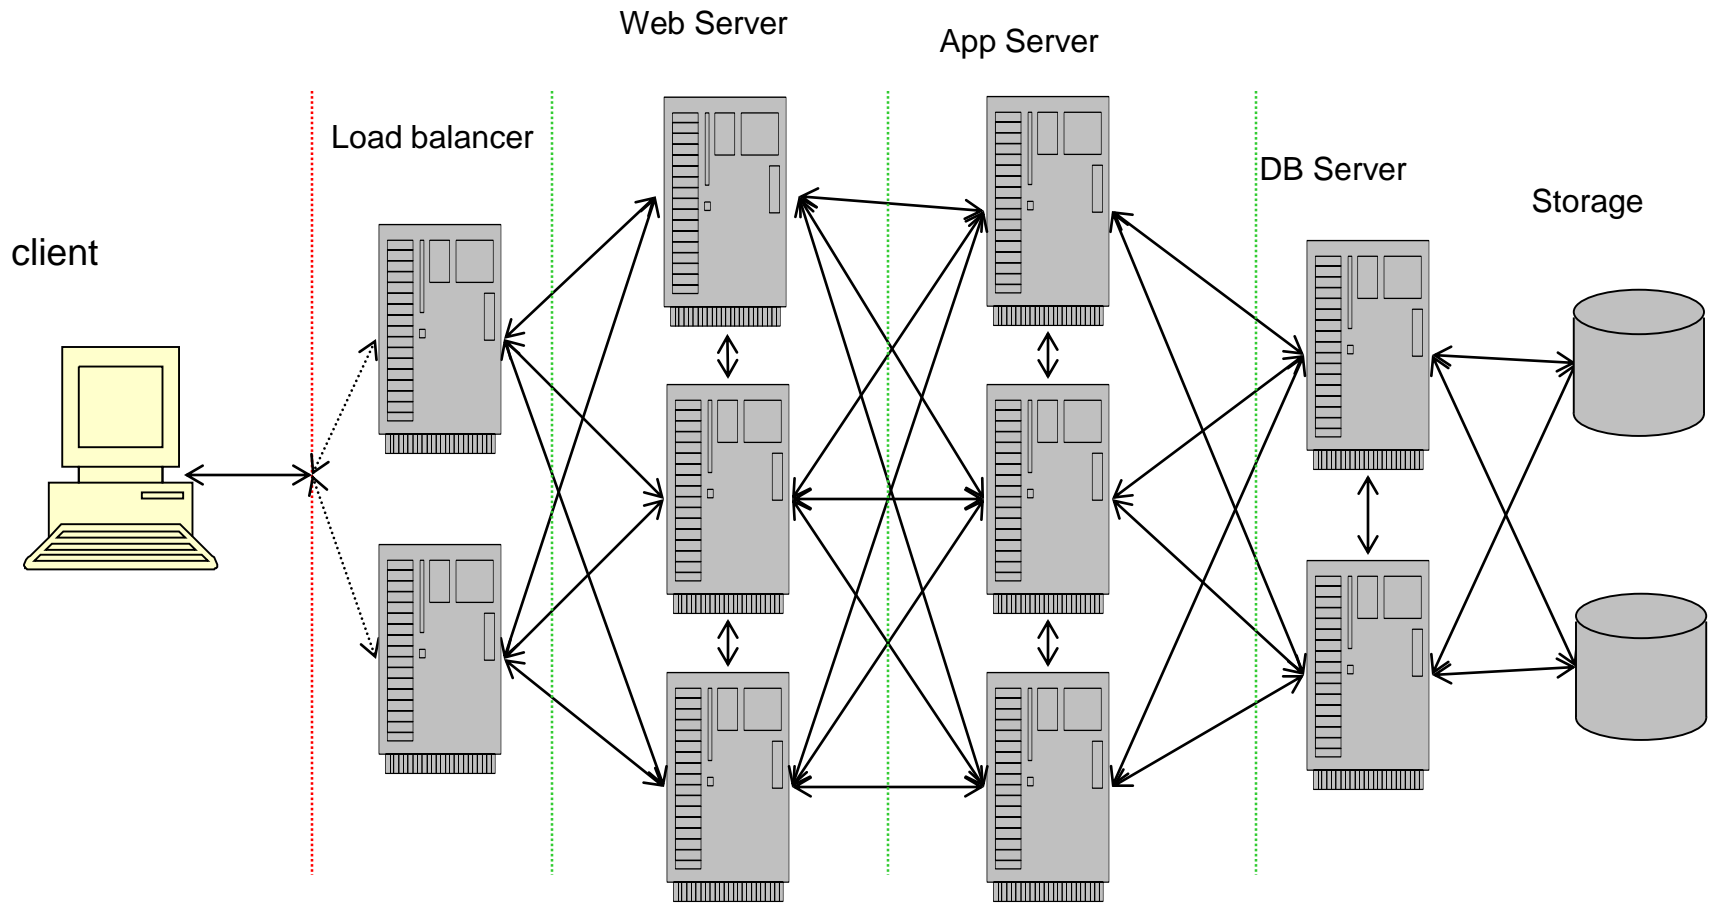 Web Server
App Server
Load balancer
DB Server
Storage
client